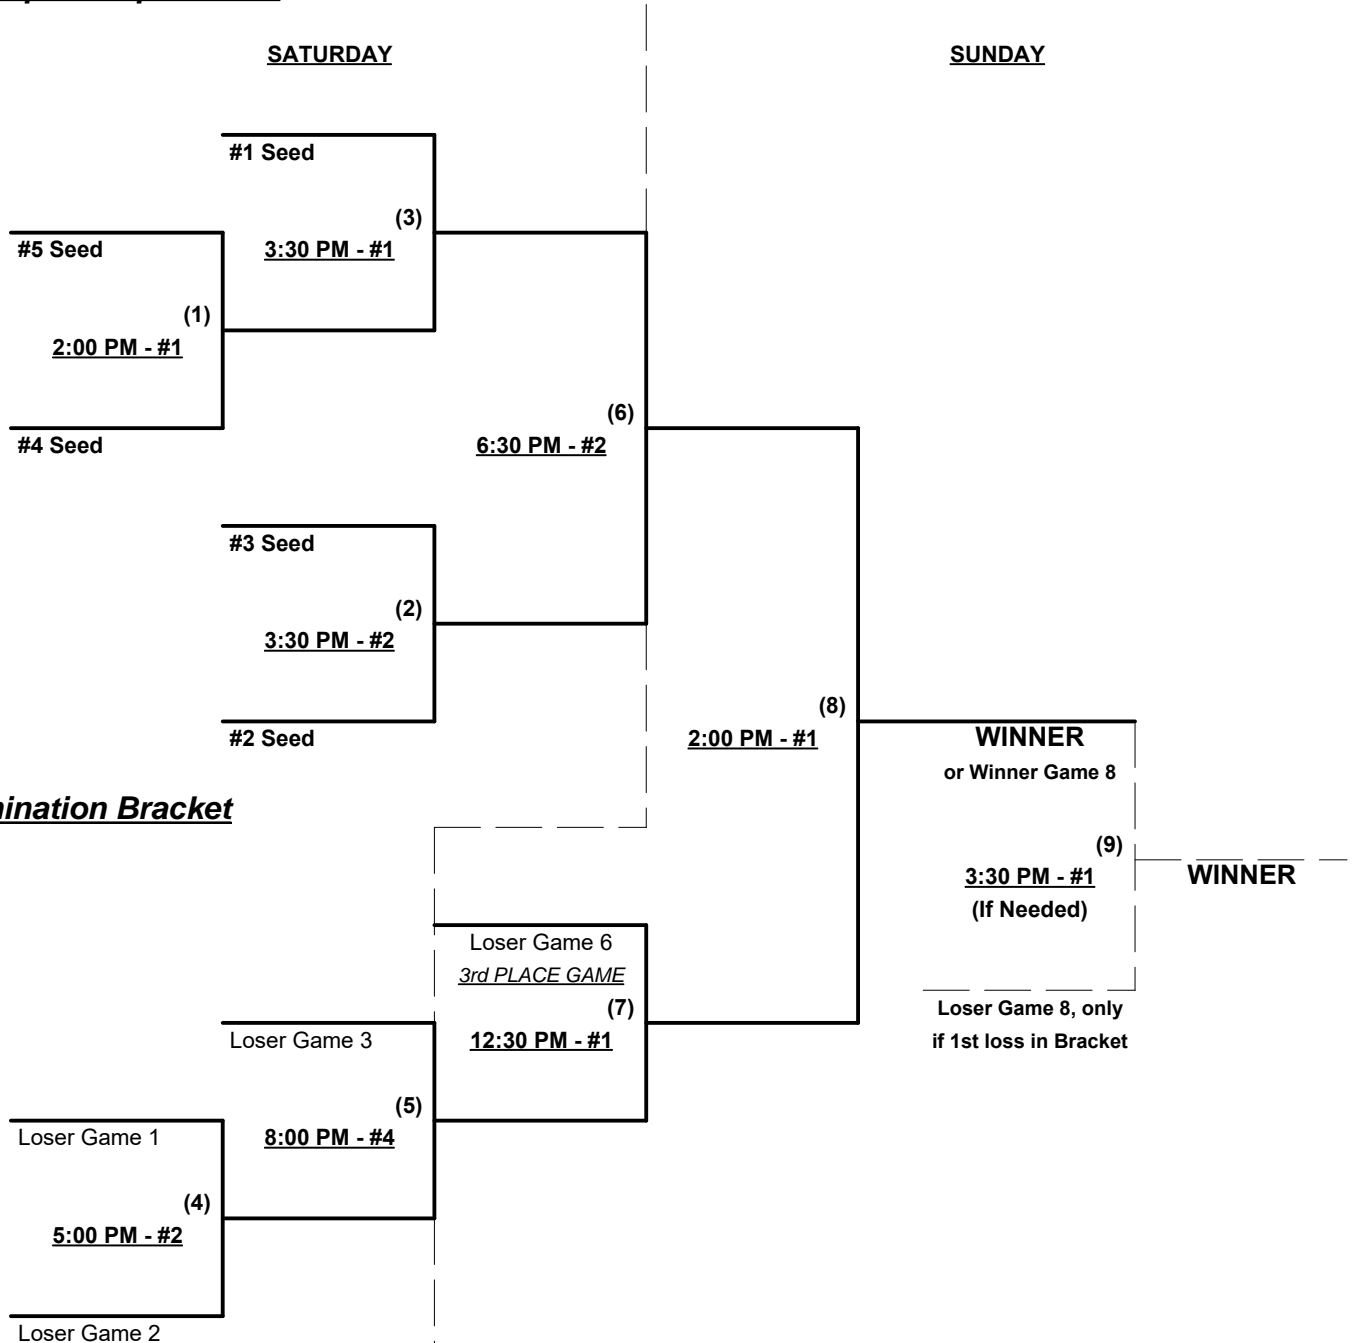 SATURDAY
SUNDAY
#1 Seed
(3)
3:30 PM - #1
#5 Seed
(1)
2:00 PM - #1
#4 Seed
(6)
6:30 PM - #2
#3 Seed
(2)
3:30 PM - #2
#2 Seed
(8)
2:00 PM - #1
WINNER
or Winner Game 8
Bracket
(9)
3:30 PM - #1
(If Needed)
WINNER
Loser Game 6
3rd PLACE GAME
(7)
12:30 PM - #1
Loser Game 8, only
if 1st loss in Bracket
Loser Game 3
(5)
8:00 PM - #4
Loser Game 1
(4)
5:00 PM - #2
Loser Game 2